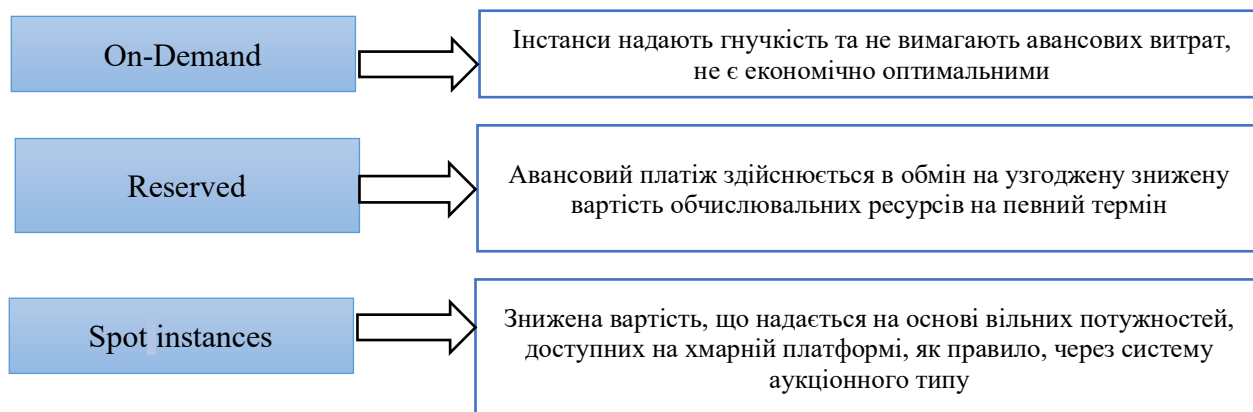 On-Demand
Інстанси надають гнучкість та не вимагають авансових витрат,
не є економічно оптимальними
Reserved
Авансовий платіж здійснюється в обмін на узгоджену знижену
вартість обчислювальних ресурсів на певний термін
Spot instances
Знижена вартість, що надається на основі вільних потужностей,
доступних на хмарній платформі, як правило, через систему
аукціонного типу